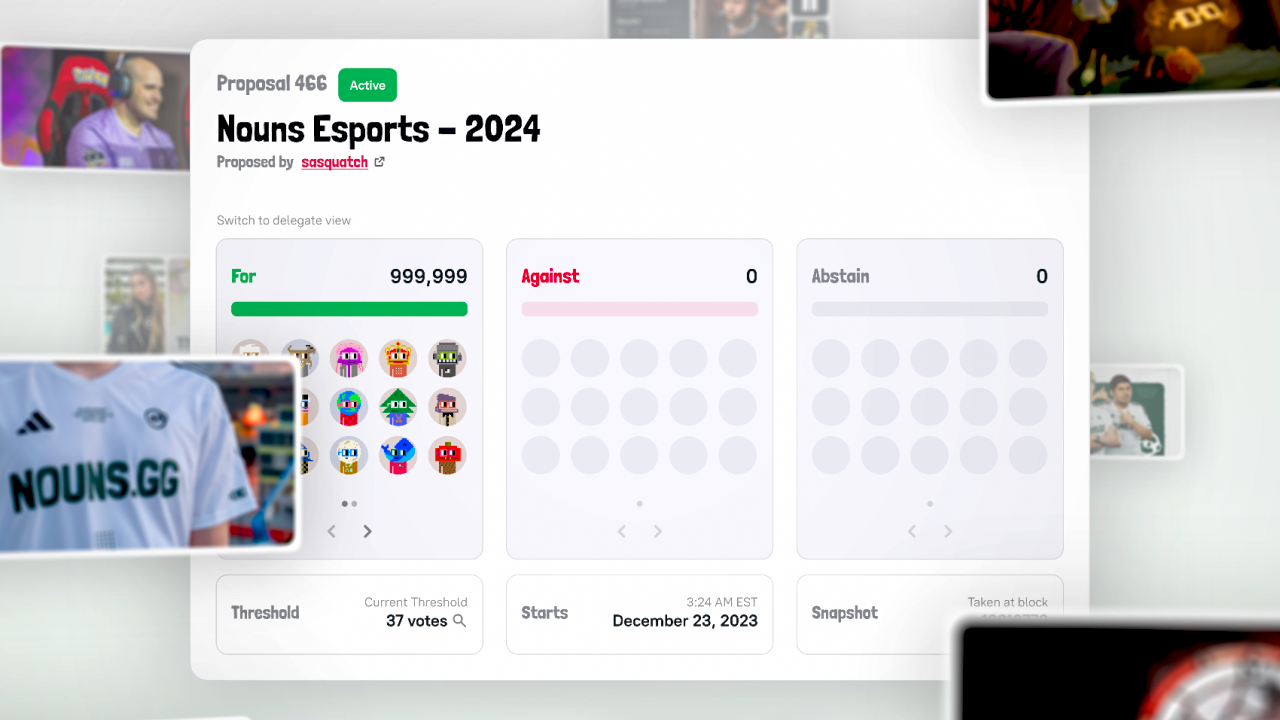 Proposal 466
Active
Nouns Esports – 2024
Proposed by sasquatch
Switch to delegate view
For 999,999
Against 0
Abstain 0
NOUNS.GG
Threshold
Current Threshold
37 votes
Starts
3:24 AM EST
December 23, 2023
Snapshot
Taken at block